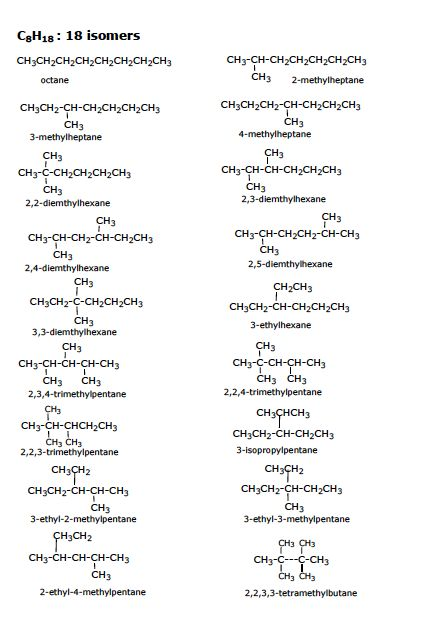 C₈H₁₈ : 18 isomers
CH₃CH₂CH₂CH₂CH₂CH₂CH₂CH₃
octane
CH₃-CH-CH₂CH₂CH₂CH₂CH₃
CH₃
2-methylheptane
CH₃CH₂-CH-CH₂CH₂CH₂CH₃
CH₃
3-methylheptane
CH₃CH₂CH₂-CH-CH₂CH₂CH₃
CH₃
4-methylheptane
CH₃
CH₃-C-CH₂CH₂CH₂CH₃
CH₃
2,2-diemthylhexane
CH₃
CH₃-CH-CH-CH₂CH₂CH₃
CH₃
2,3-diemthylhexane
CH₃
CH₃-CH-CH₂-CH-CH₂CH₃
CH₃
2,4-diemthylhexane
CH₃
CH₃-CH-CH₂CH₂-CH-CH₃
CH₃
2,5-diemthylhexane
CH₃
CH₃CH₂-C-CH₂CH₂CH₃
CH₃
3,3-diemthylhexane
CH₂CH₃
CH₃CH₂-CH-CH₂CH₂CH₃
3-ethylhexane
CH₃
CH₃-CH-CH-CH-CH₃
CH₃ CH₃
2,3,4-trimethylpentane
CH₃
CH₃-C-CH-CH-CH₃
CH₃ CH₃
2,2,4-trimethylpentane
CH₃
CH₃-CH-CHCH₂CH₃
CH₃ CH₃
2,2,3-trimethylpentane
CH₃CHCH₃
CH₃CH₂-CH-CH₂CH₃
3-isopropylpentane
CH₃CH₂
CH₃CH₂-CH-CH-CH₃
CH₃
3-ethyl-2-methylpentane
CH₃CH₂
CH₃CH₂-CH-CH₂CH₃
CH₃
3-ethyl-3-methylpentane
CH₃CH₂
CH₃-CH-CH-CH-CH₃
CH₃
2-ethyl-4-methylpentane
CH₃ CH₃
CH₃-C---C-CH₃
CH₃ CH₃
2,2,3,3-tetramethylbutane